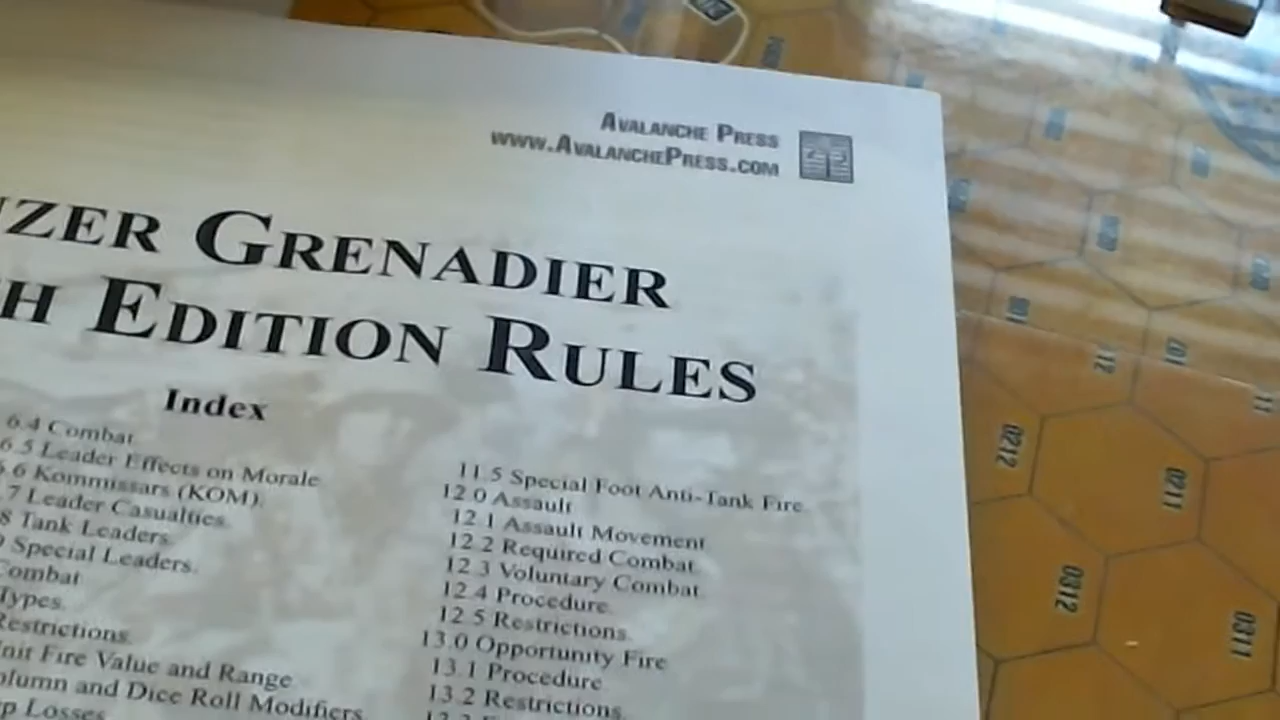 Avalanche Press
www.AvalanchePress.com
zer Grenadier
h Edition Rules
Index
6.4 Combat
6.5 Leader Effects on Morale
.6 Kommissars (KOM).
.7 Leader Casualties.
8 Tank Leaders.
Special Leaders.
Combat
Types.
Restrictions.
nit Fire Value and Range
olumn and Dice Roll Modifiers.
p Losses
11.5 Special Foot Anti-Tank Fire.
12.0 Assault
12.1 Assault Movement
12.2 Required Combat.
12.3 Voluntary Combat.
12.4 Procedure.
12.5 Restrictions.
13.0 Opportunity Fire
13.1 Procedure
13.2 Restrictions.
0212
0211
0312
0311